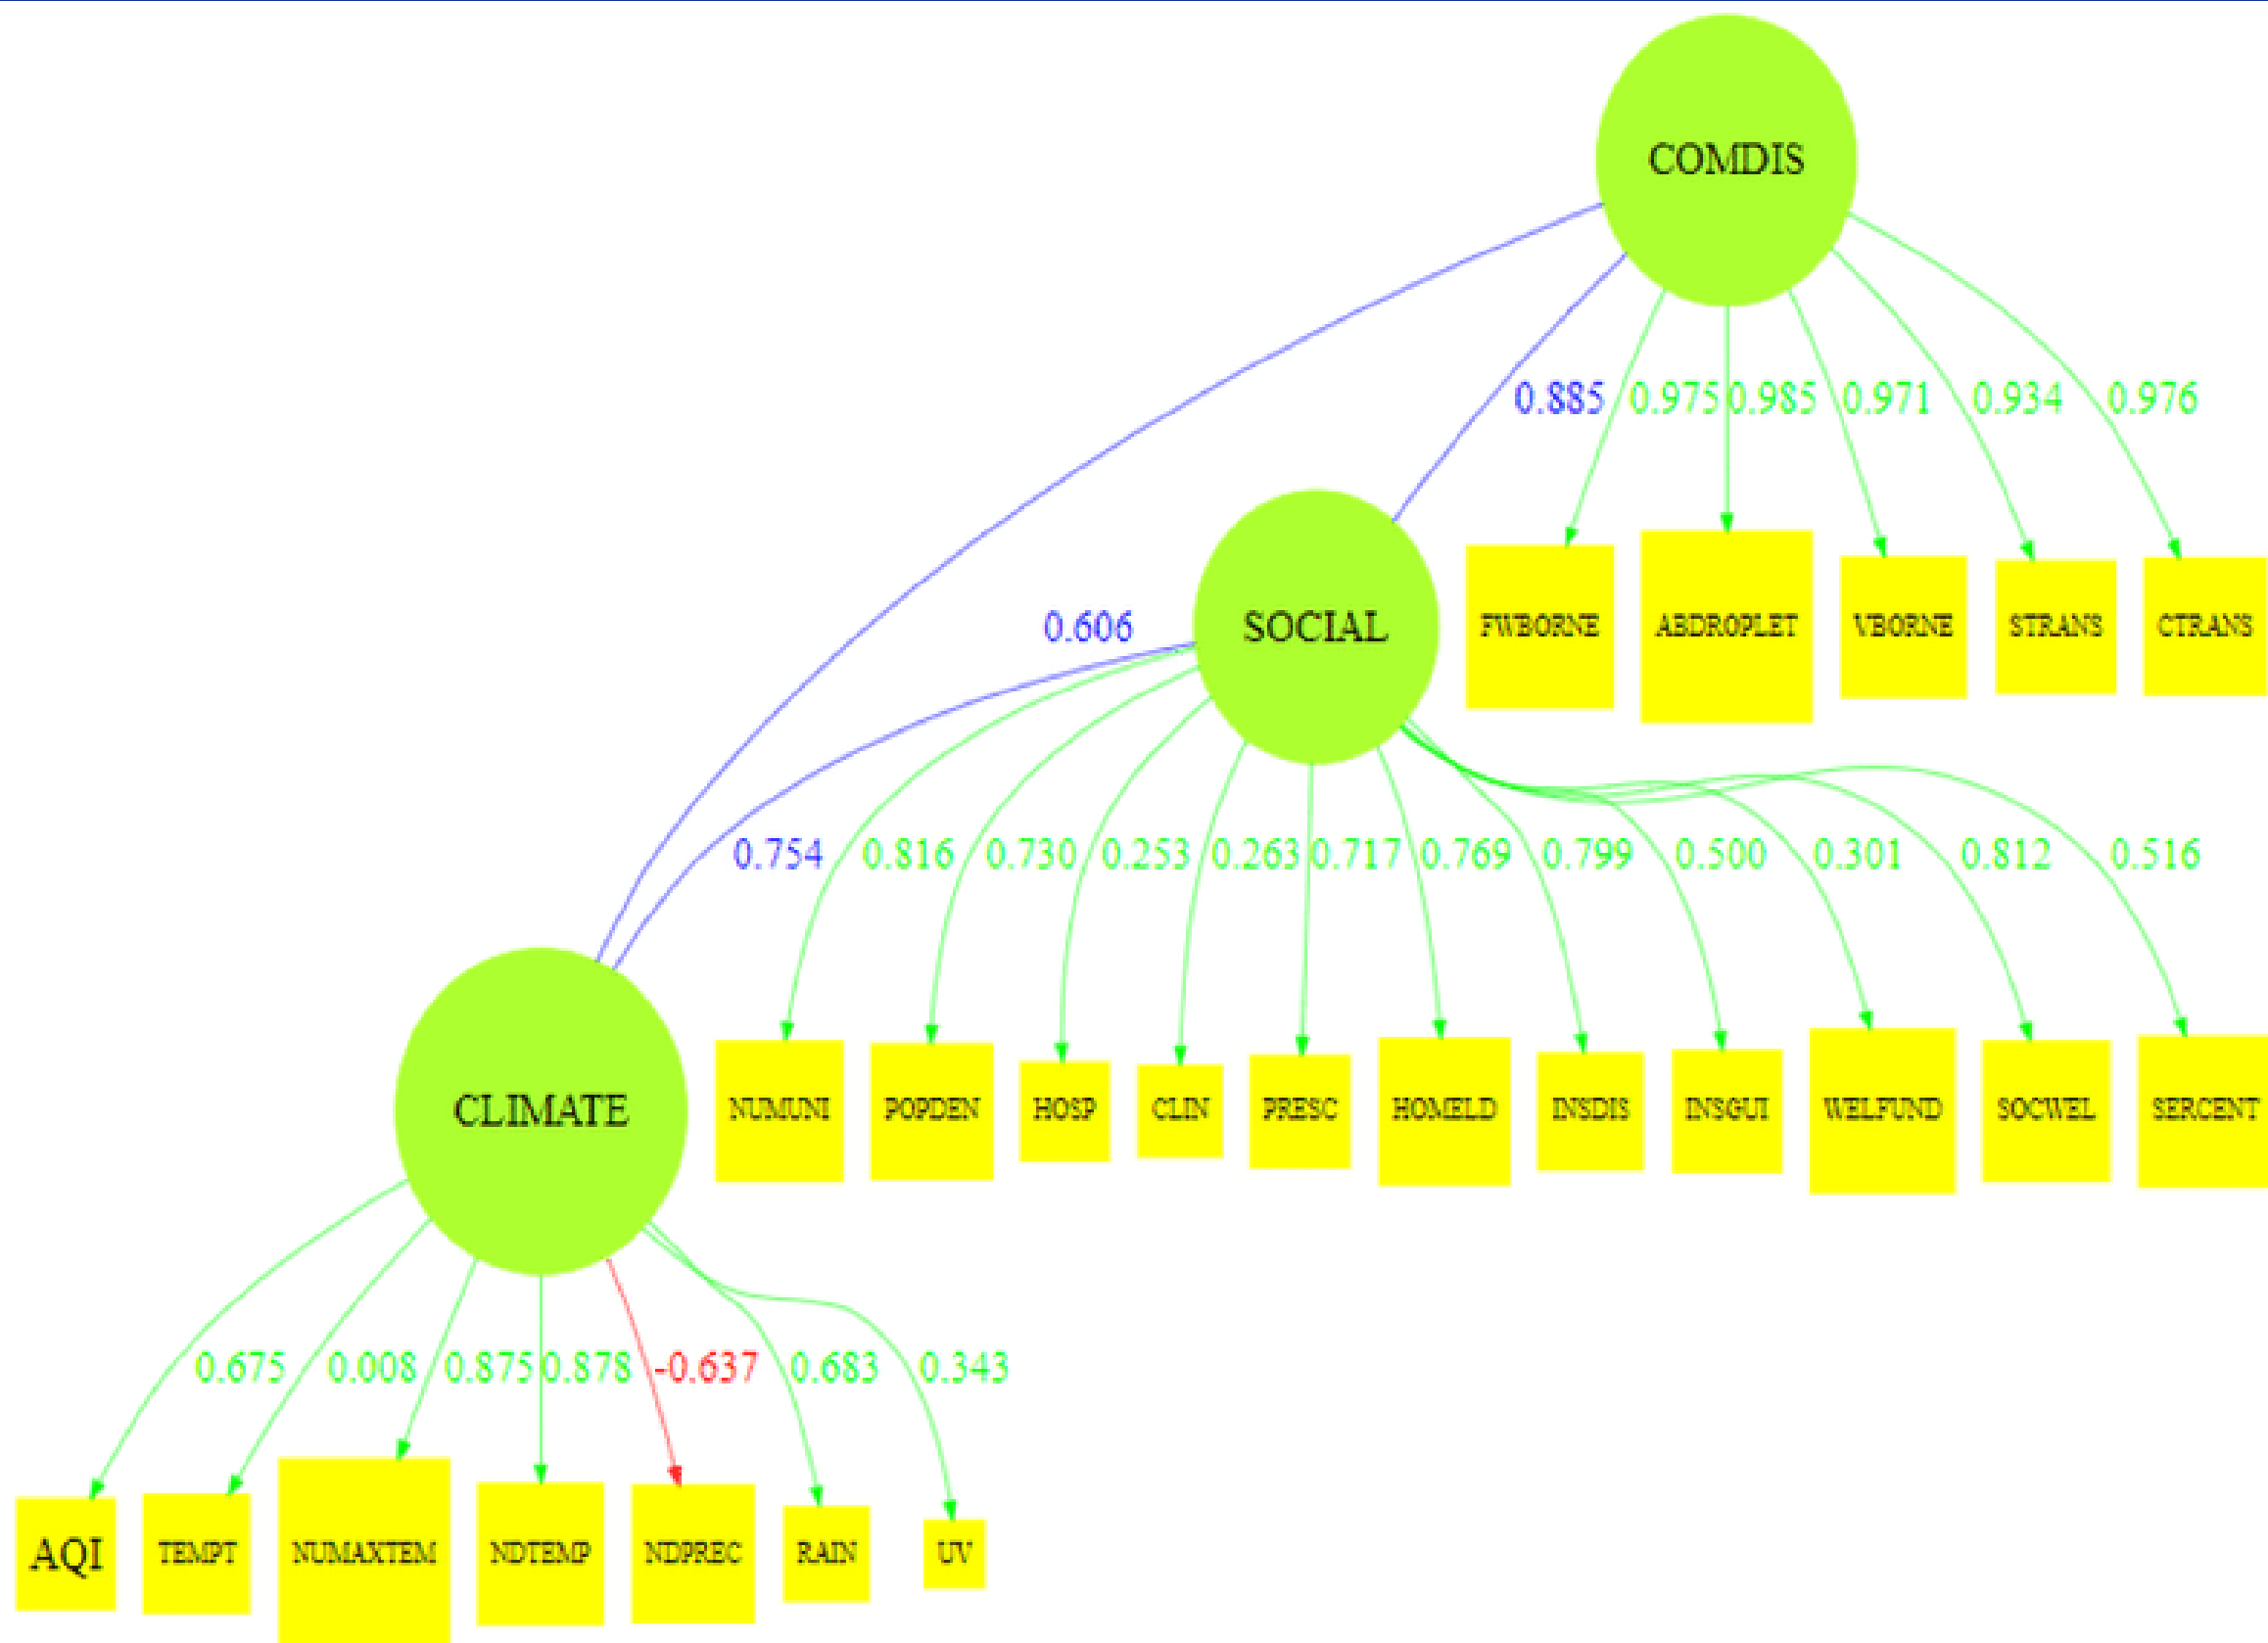 COMDIS
0.885 0.975 0.985 0.971 0.934 0.976
0.606 SOCIAL FWBORNE ABDROPLET VBORNE STRANS CTRANS
0.754 0.816 0.730 0.253 0.263 0.717 0.769 0.799 0.500 0.301 0.812 0.516
CLIMATE NUMUNI POPDEN HOSP CLIN PRESC HOMELD INSDIS INSGUI WELFUND SOCWEL SERCENT
0.675 0.008 0.875 0.878 -0.637 0.683 0.343
AQI TEMPT NUMAXTEM NDTEMP NDPREC RAIN UV